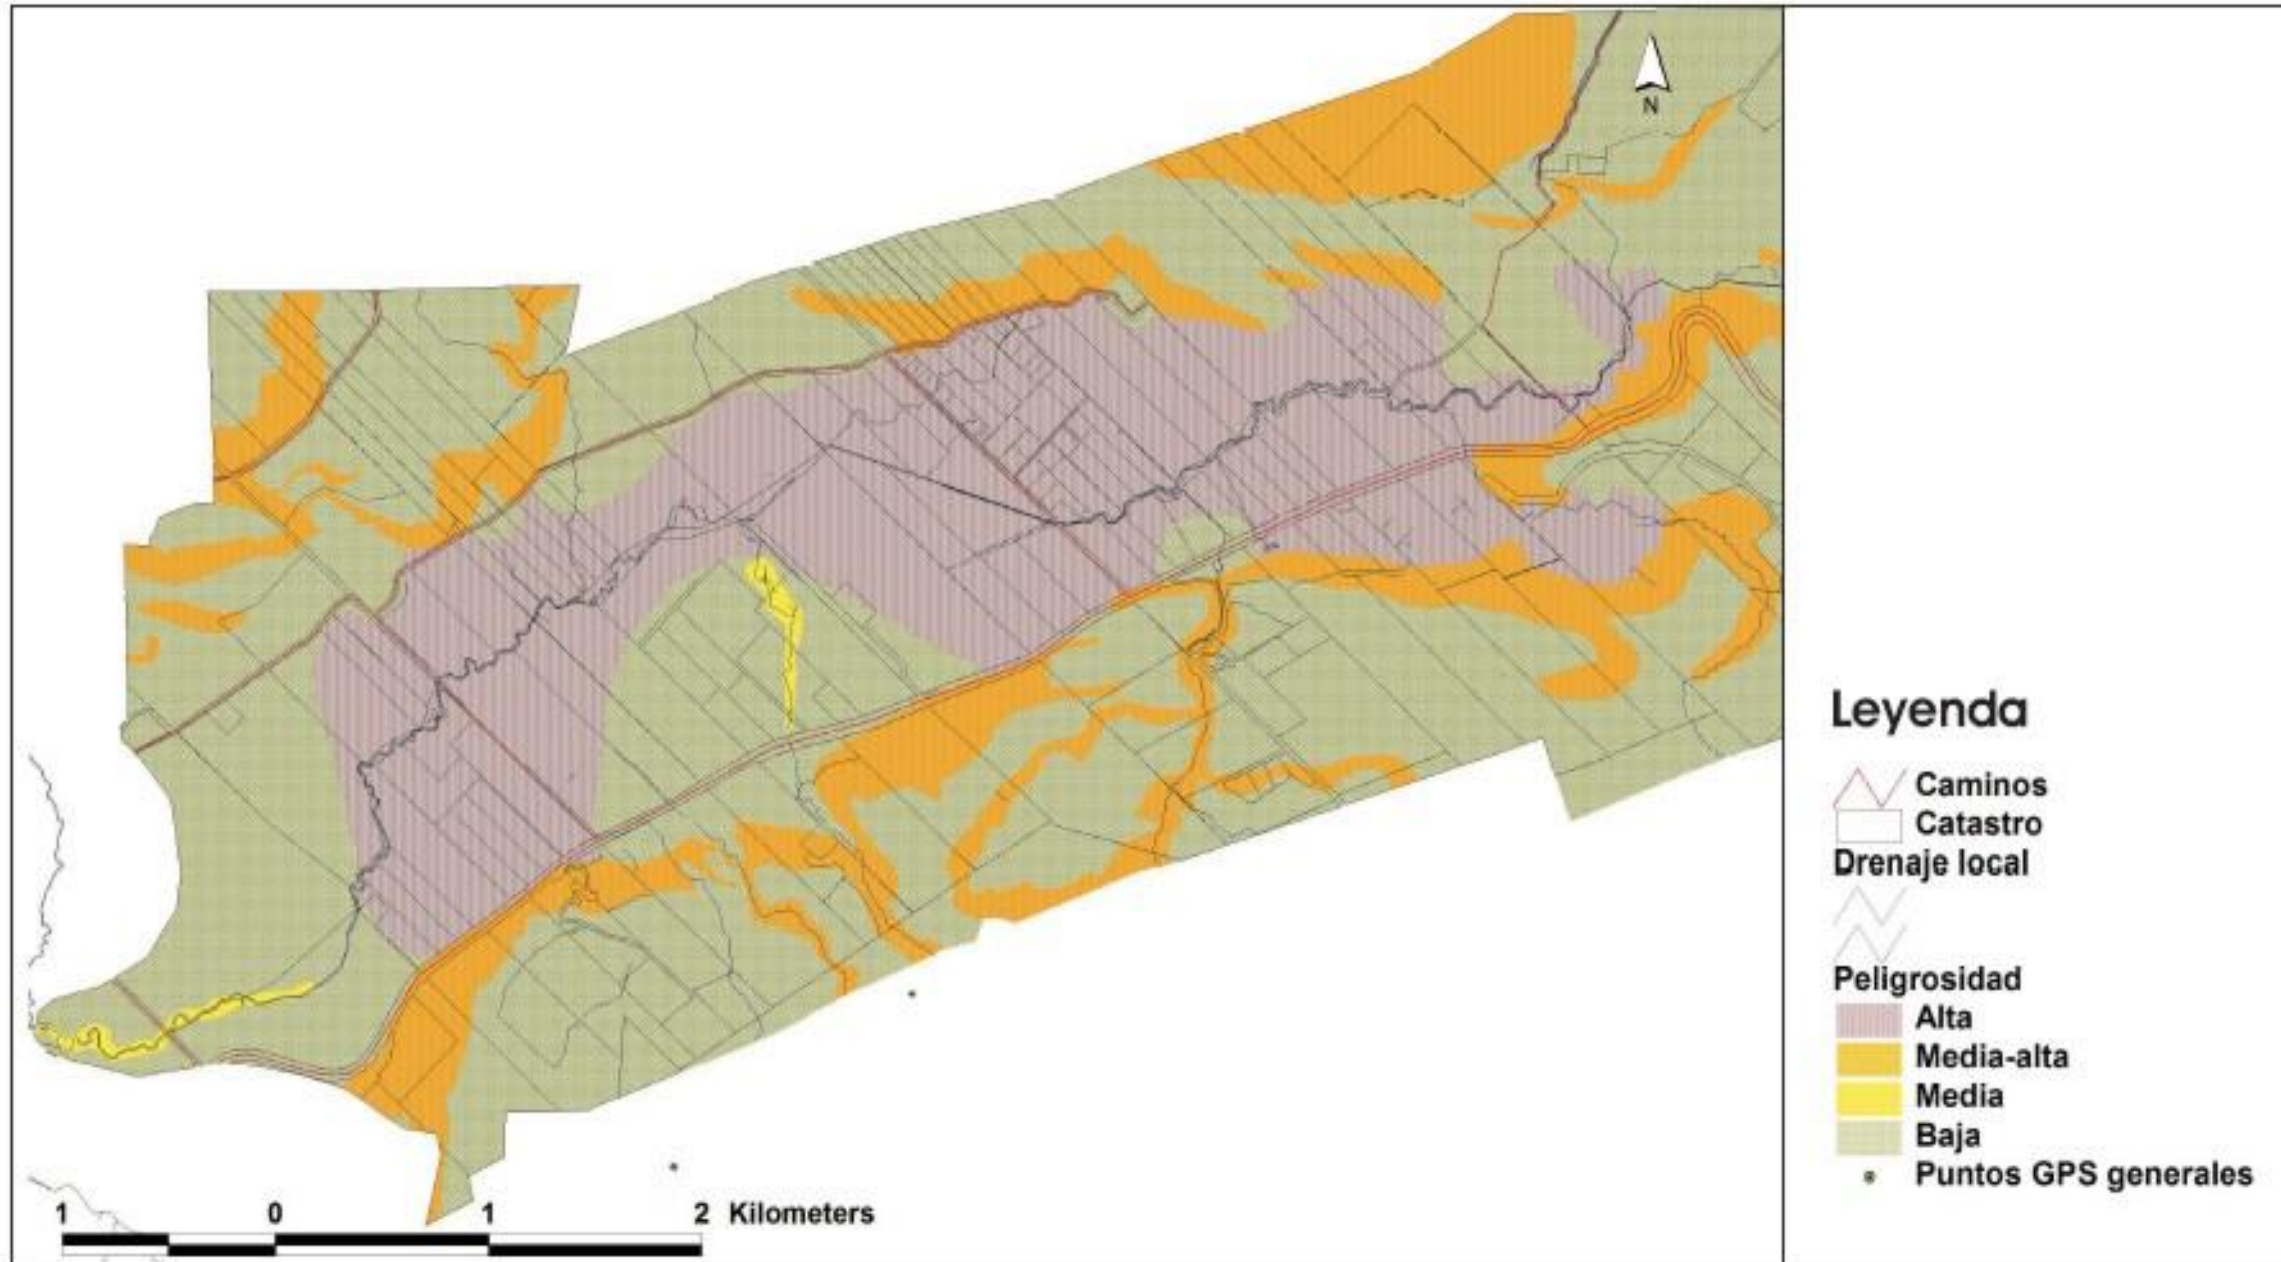 N
Leyenda
Caminos
Catastro
Drenaje local
Peligrosidad
Alta
Media-alta
Media
Baja
Puntos GPS generales
1 0 1 2 Kilometers